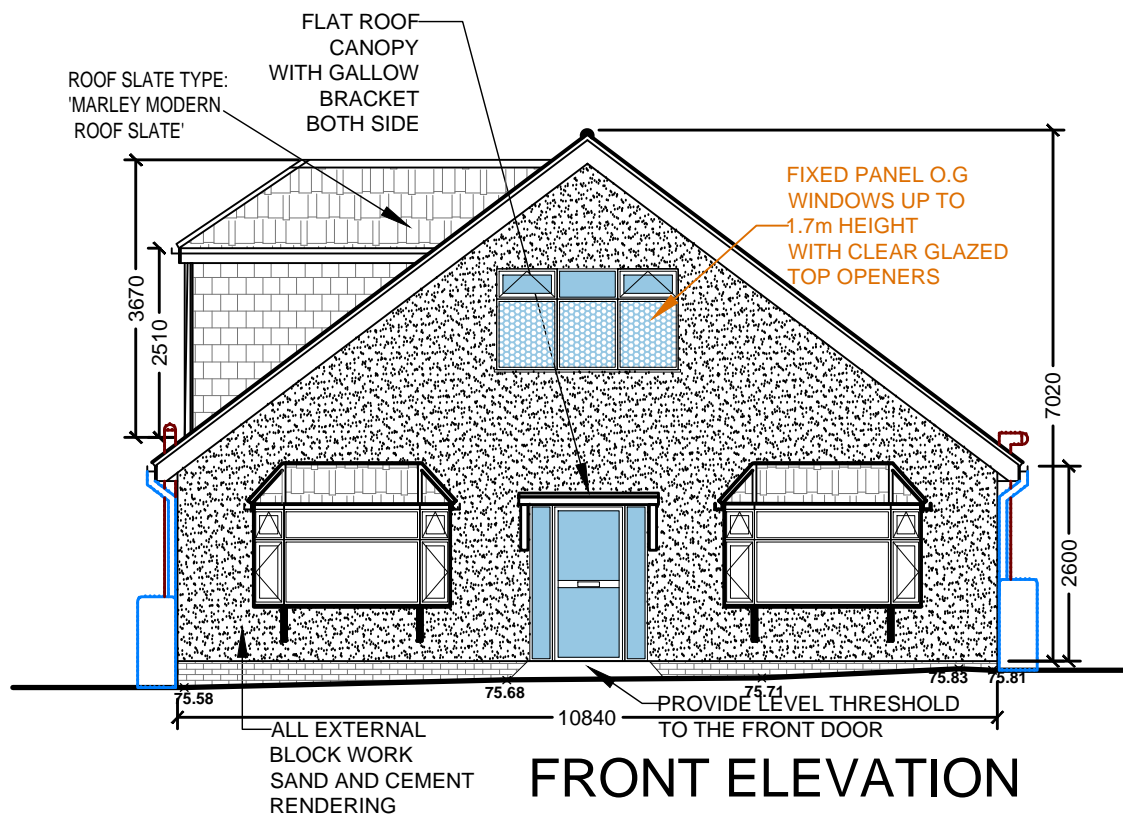 FLAT ROOF
CANOPY
WITH GALLOW
BRACKET
BOTH SIDE
ROOF SLATE TYPE:
'MARLEY MODERN
ROOF SLATE'
FIXED PANEL O.G
WINDOWS UP TO
1.7m HEIGHT
WITH CLEAR GLAZED
TOP OPENERS
3670
2510
7020
2600
75.58
75.68
75.71
75.83
75.81
10840
PROVIDE LEVEL THRESHOLD
TO THE FRONT DOOR
ALL EXTERNAL
BLOCK WORK
SAND AND CEMENT
RENDERING
FRONT ELEVATION